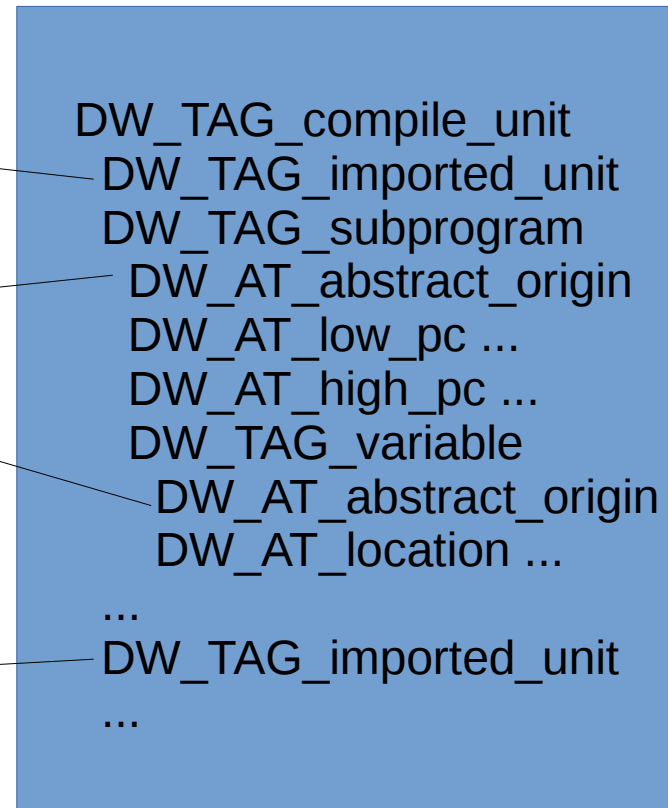 DW_TAG_compile_unit
DW_TAG_imported_unit
DW_TAG_subprogram
DW_AT_abstract_origin
DW_AT_low_pc ...
DW_AT_high_pc ...
DW_TAG_variable
DW_AT_abstract_origin
DW_AT_location ...
...
DW_TAG_imported_unit
...